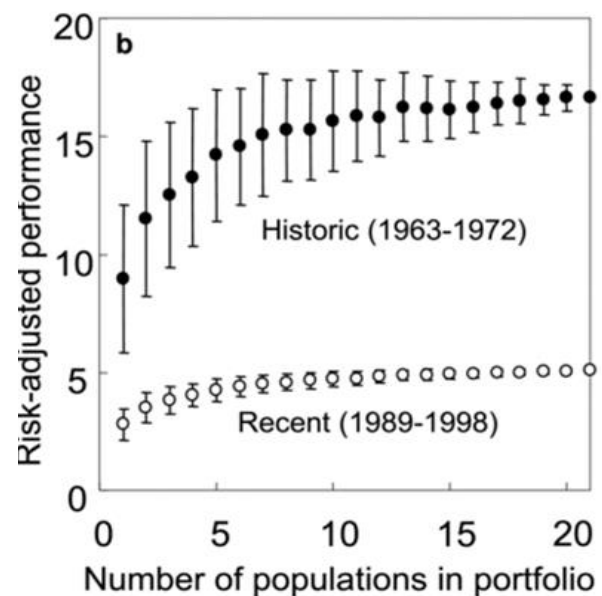 b
Risk-adjusted performance
20
15
10
5
0
Historic (1963-1972)
Recent (1989-1998)
0 5 10 15 20
Number of populations in portfolio